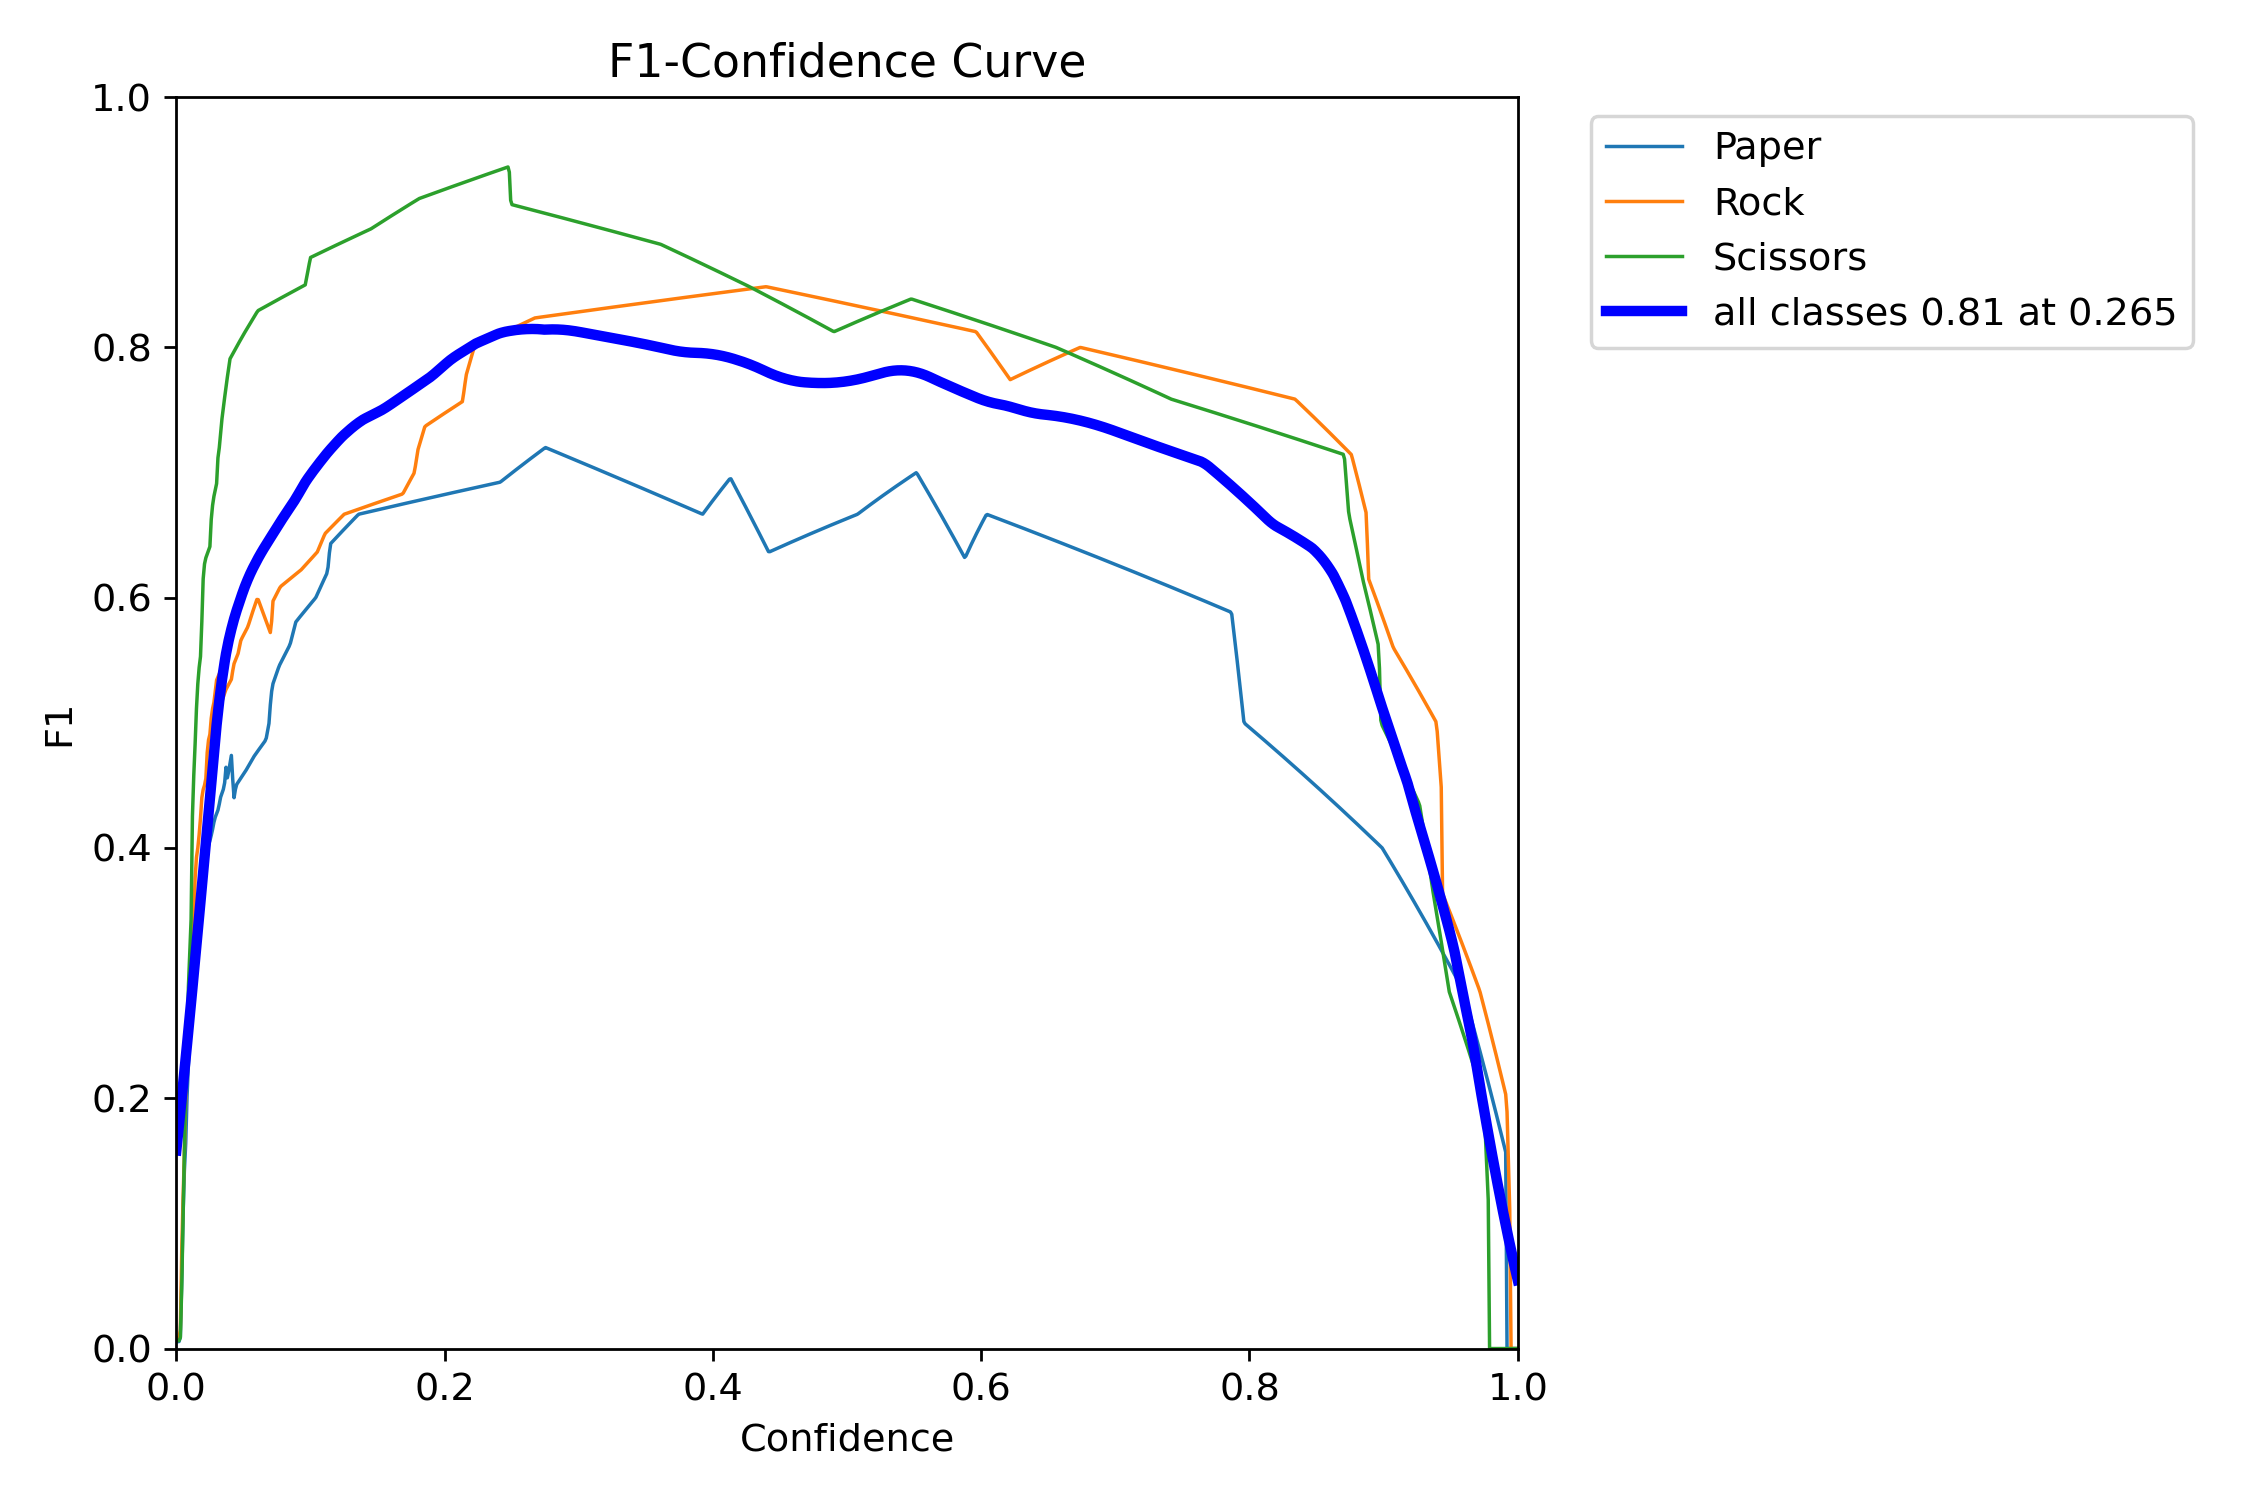 F1-Confidence Curve
1.0
0.8
0.6
0.4
0.2
0.0
F1
0.0 0.2 0.4 0.6 0.8 1.0
Confidence
Paper
Rock
Scissors
all classes 0.81 at 0.265